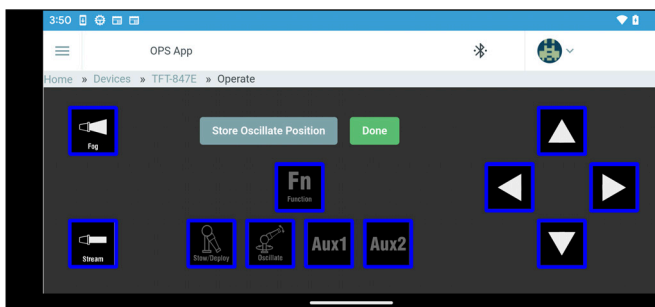 3:50
OPS App
Home » Devices » TFT-847E » Operate
Fog
Store Oscillate Position
Done
Fn
Function
Stream
Stow/Deploy
Oscillate
Aux1
Aux2